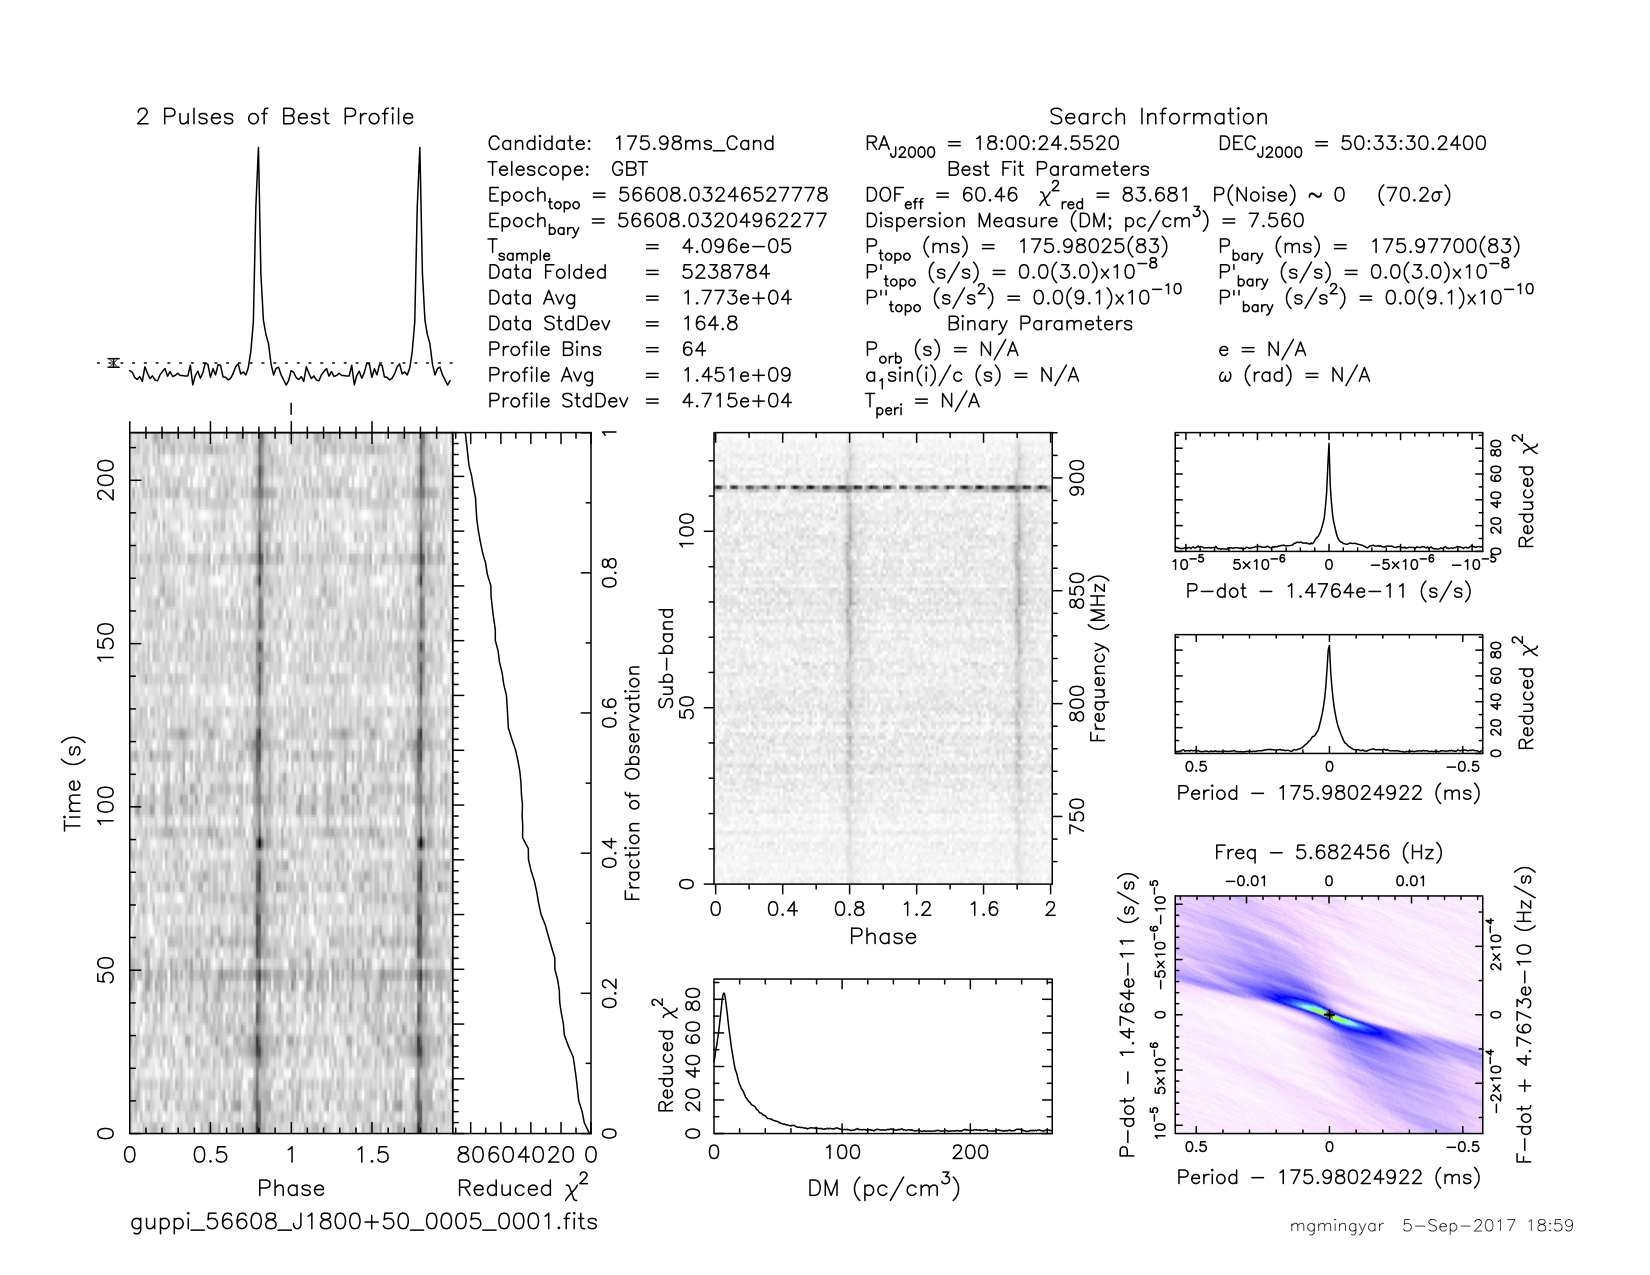 2 Pulses of Best Profile
Search Information
Candidate: 175.98ms_Cand
RA_J2000 = 18:00:24.5520 DEC_J2000 = 50:33:30.2400
Telescope: GBT
Best Fit Parameters
Epoch_topo = 56608.03246527778
DOF_eff = 60.46 χ²_red = 83.681 P(Noise) ~ 0 (70.2σ)
Epoch_bary = 56608.03204962277
Dispersion Measure (DM; pc/cm³) = 7.560
T_sample = 4.096e-05
P_topo (ms) = 175.98025(83) P_bary (ms) = 175.97700(83)
Data Folded = 5238784
P'_topo (s/s) = 0.0(3.0)x10⁻⁸ P'_bary (s/s) = 0.0(3.0)x10⁻⁸
Data Avg = 1.773e+04
P''_topo (s/s²) = 0.0(9.1)x10⁻¹⁰ P''_bary (s/s²) = 0.0(9.1)x10⁻¹⁰
Data StdDev = 164.8
Binary Parameters
Profile Bins = 64
P_orb (s) = N/A e = N/A
Profile Avg = 1.451e+09
a₁sin(i)/c (s) = N/A ω (rad) = N/A
Profile StdDev = 4.715e+04
T_peri = N/A
Time (s)
0 50 100 150 200
0 0.5 1 1.5
Phase
80 60 40 20 0
Reduced χ²
Fraction of Observation
0 0.2 0.4 0.6 0.8 1
guppi_56608_J1800+50_0005_0001.fits
Sub-band
0 50 100
Frequency (MHz)
750 800 850 900
0 0.4 0.8 1.2 1.6 2
Phase
Reduced χ²
0 20 40 60 80
0 100 200
DM (pc/cm³)
0 20 40 60 80
Reduced χ²
10⁻⁵ 5×10⁻⁶ 0 -5×10⁻⁶ -10⁻⁵
P-dot - 1.4764e-11 (s/s)
0 20 40 60 80
Reduced χ²
0.5 0 -0.5
Period - 175.98024922 (ms)
Freq - 5.682456 (Hz)
-0.01 0 0.01
P-dot - 1.4764e-11 (s/s)
10⁻⁵ 5×10⁻⁶ 0 -5×10⁻⁶ -10⁻⁵
F-dot + 4.7673e-10 (Hz/s)
-2×10⁻⁴ 0 2×10⁻⁴
0.5 0 -0.5
Period - 175.98024922 (ms)
mgmingyar 5-Sep-2017 18:59